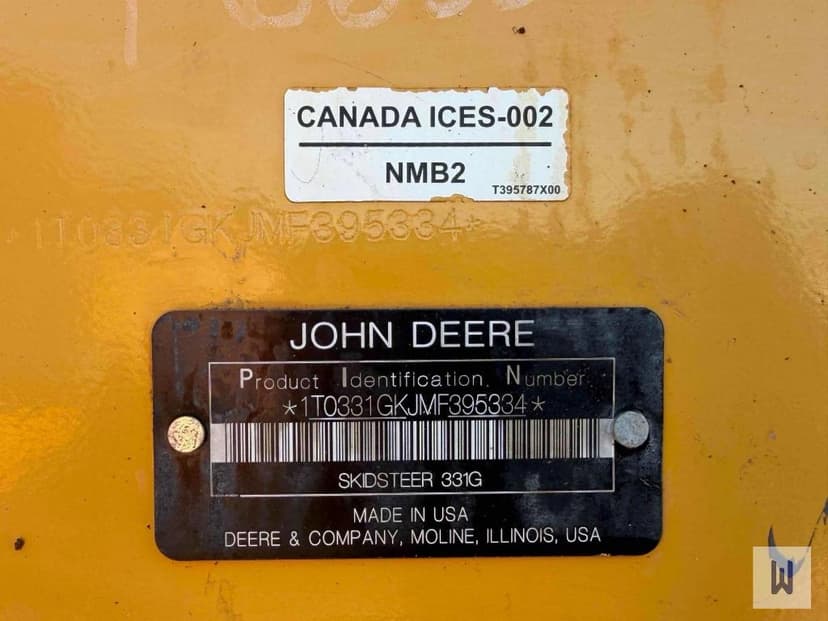 CANADA ICES-002
NMB2
T395787X00
*1T0331GKJMF395334*
JOHN DEERE
Product Identification Number
*1T0331GKJMF395334*
SKIDSTEER 331G
MADE IN USA
DEERE & COMPANY, MOLINE, ILLINOIS, USA
W